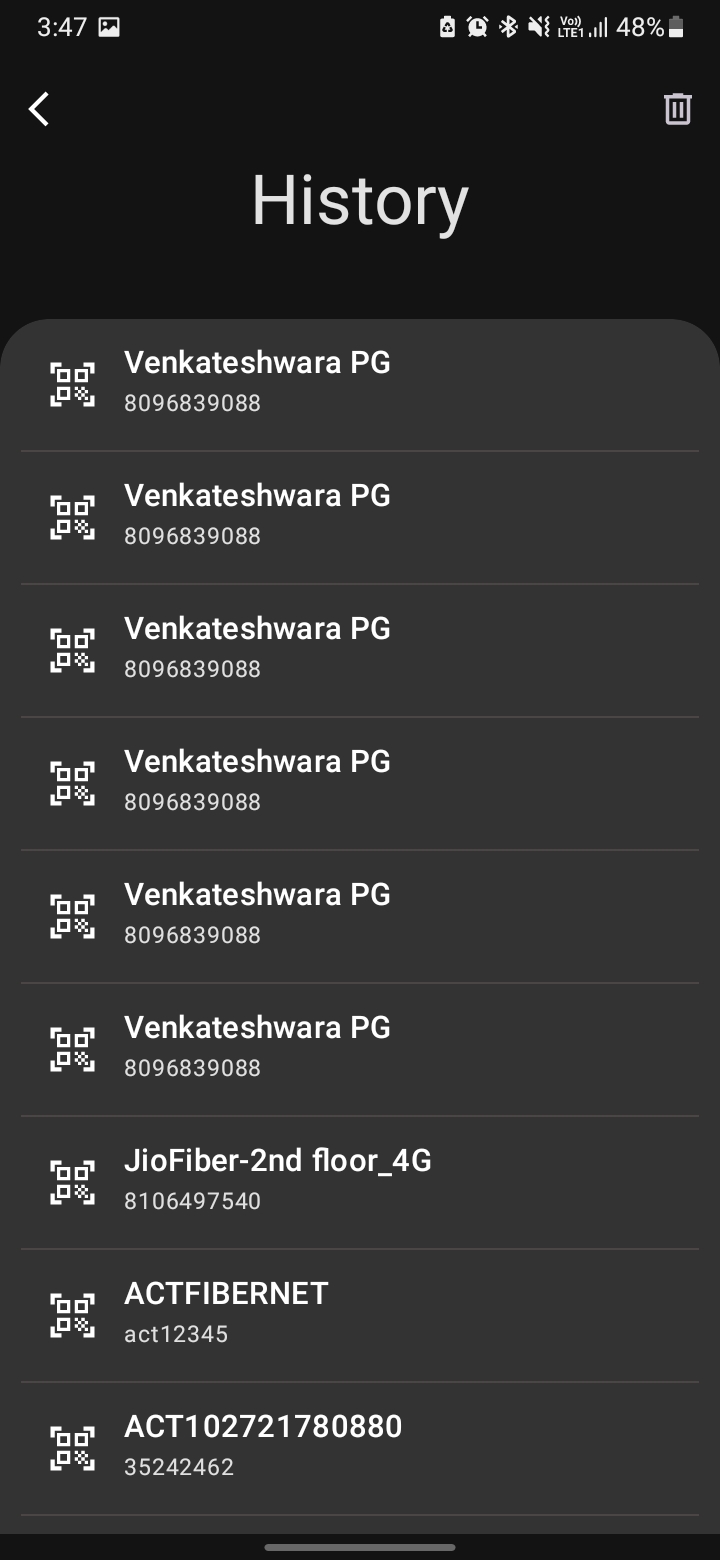 3:47
Vo)) LTE1 48%
History
Venkateshwara PG
8096839088
Venkateshwara PG
8096839088
Venkateshwara PG
8096839088
Venkateshwara PG
8096839088
Venkateshwara PG
8096839088
Venkateshwara PG
8096839088
JioFiber-2nd floor_4G
8106497540
ACTFIBERNET
act12345
ACT102721780880
35242462